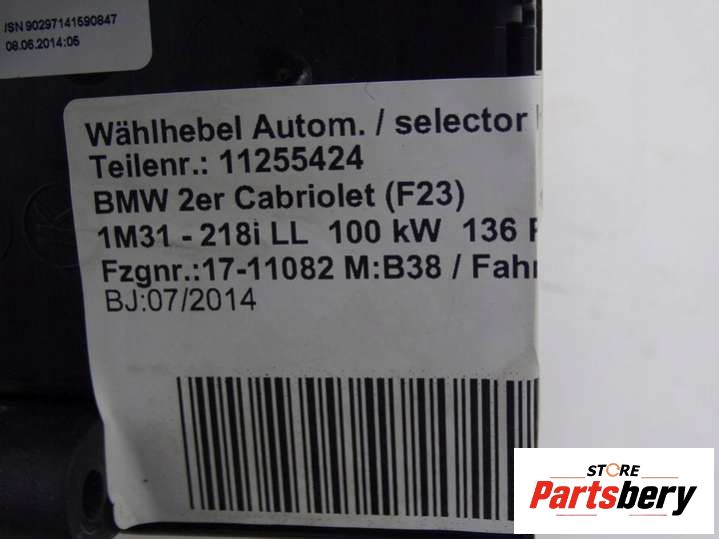 ISN 90297141590847
08.06.2014:05
Wählhebel Autom. / selector
Teilenr.: 11255424
BMW 2er Cabriolet (F23)
1M31 - 218i LL 100 kW 136
Fzgnr.:17-11082 M:B38 / Fahr
BJ:07/2014
STORE
Partsbery